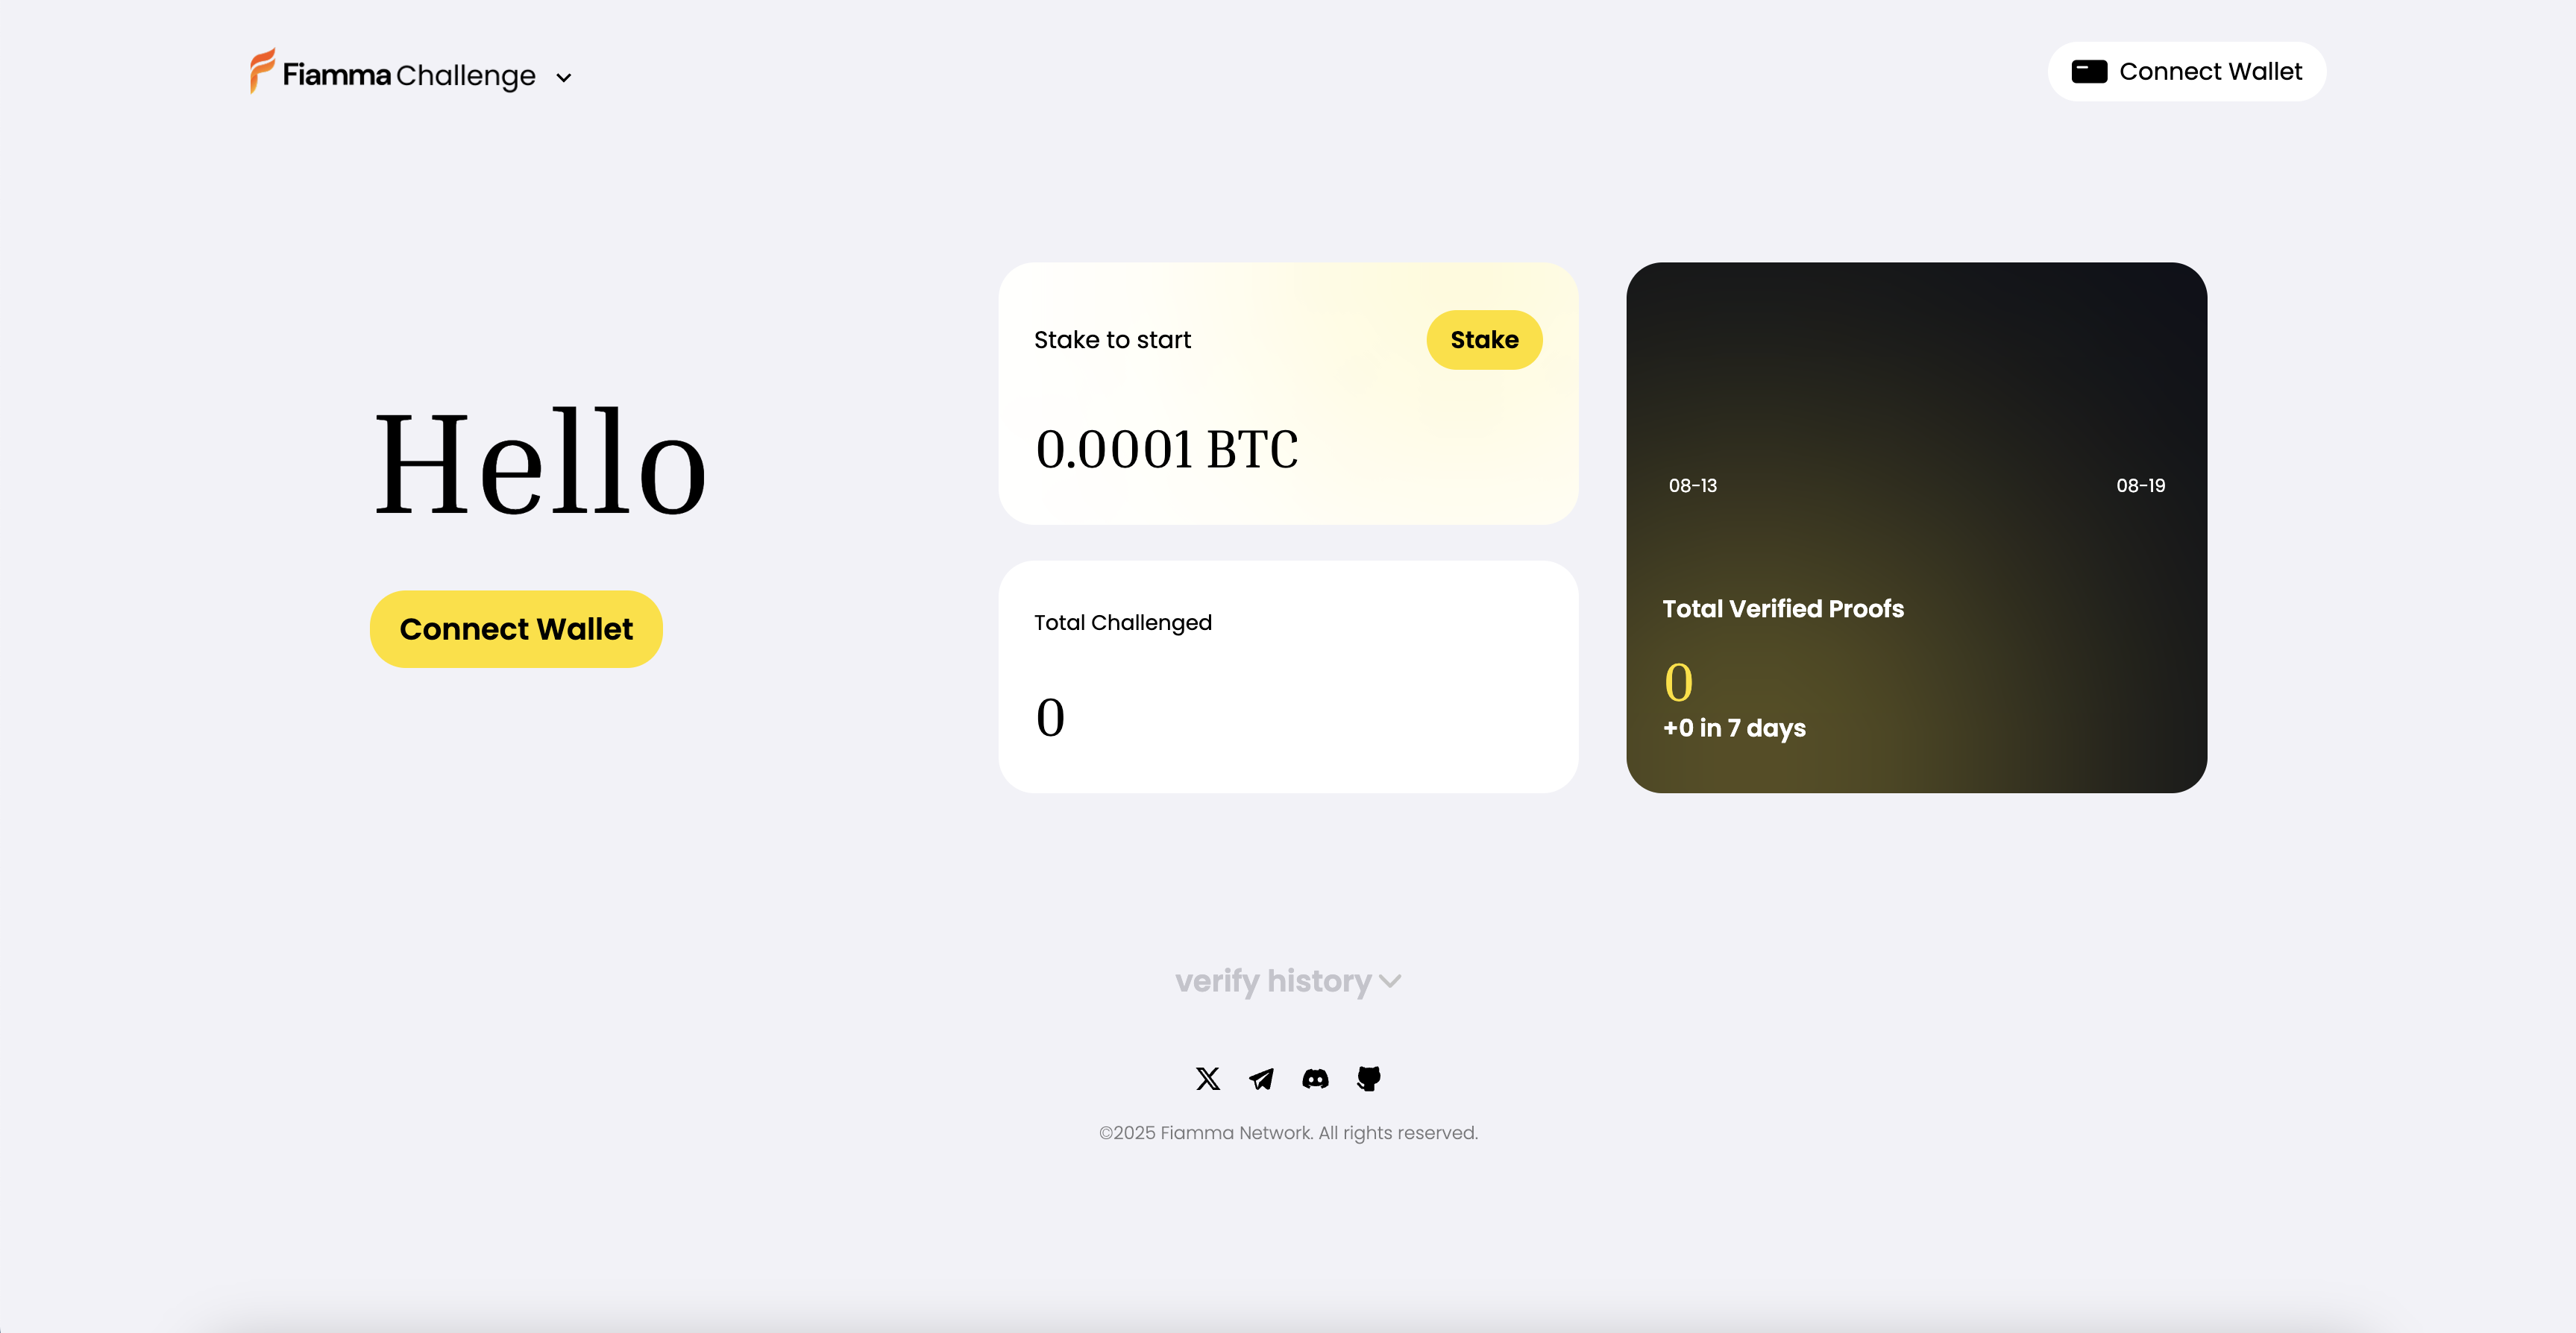 Fiamma Challenge
Connect Wallet
Hello
Connect Wallet
Stake to start
Stake
0.0001 BTC
Total Challenged
0
08-13
08-19
Total Verified Proofs
0
+0 in 7 days
verify history
©2025 Fiamma Network. All rights reserved.